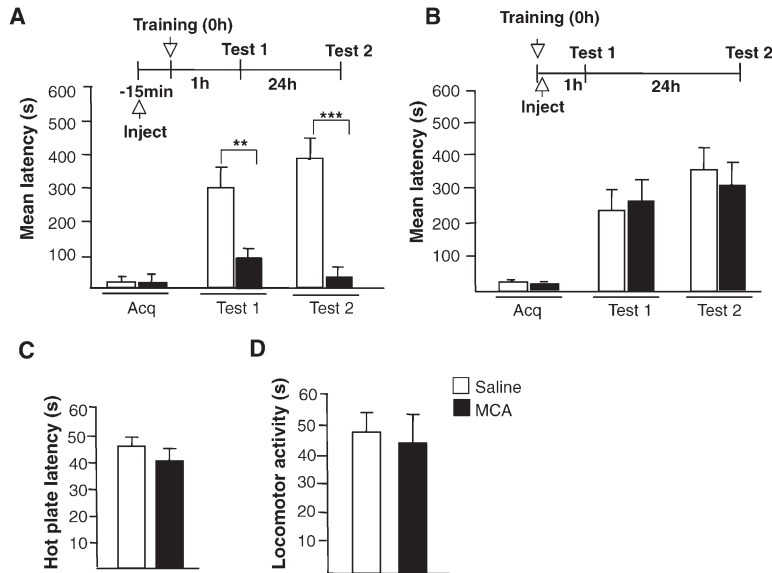 A
Training (0h)
Test 1
Test 2
-15min
1h
24h
Inject
Mean latency (s)
600
500
400
300
200
100
**
***
Acq
Test 1
Test 2
B
Training (0h)
Test 1
Test 2
1h
24h
Inject
Mean latency (s)
600
500
400
300
200
100
Acq
Test 1
Test 2
C
Hot plate latency (s)
60
50
40
30
20
10
D
Locomotor activity (s)
60
50
40
30
20
10
Saline
MCA